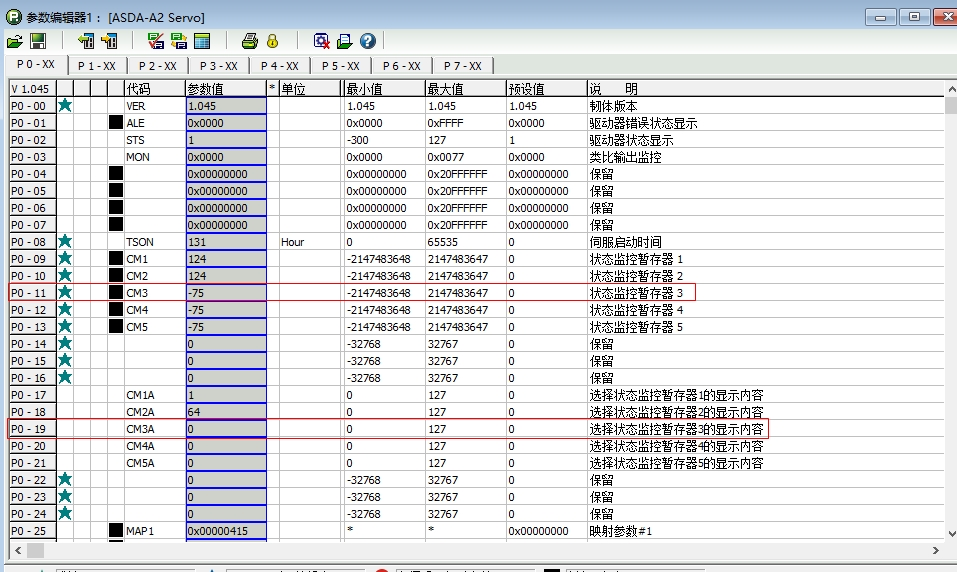 参数编辑器1 : [ASDA-A2 Servo]
P 0 - XX P 1 - XX P 2 - XX P 3 - XX P 4 - XX P 5 - XX P 6 - XX P 7 - XX
V 1.045 代码 参数值 * 单位 最小值 最大值 预设值 说 明
P0 - 00 VER 1.045 1.045 1.045 1.045 韧体版本
P0 - 01 ALE 0x0000 0x0000 0xFFFF 0x0000 驱动器错误状态显示
P0 - 02 STS 1 -300 127 1 驱动器状态显示
P0 - 03 MON 0x0000 0x0000 0x0077 0x0000 类比输出监控
P0 - 04 0x00000000 0x00000000 0x20FFFFFF 0x00000000 保留
P0 - 05 0x00000000 0x00000000 0x20FFFFFF 0x00000000 保留
P0 - 06 0x00000000 0x00000000 0x20FFFFFF 0x00000000 保留
P0 - 07 0x00000000 0x00000000 0x20FFFFFF 0x00000000 保留
P0 - 08 TSON 131 Hour 0 65535 0 伺服启动时间
P0 - 09 CM1 124 -2147483648 2147483647 0 状态监控暂存器 1
P0 - 10 CM2 124 -2147483648 2147483647 0 状态监控暂存器 2
P0 - 11 CM3 -75 -2147483648 2147483647 0 状态监控暂存器 3
P0 - 12 CM4 -75 -2147483648 2147483647 0 状态监控暂存器 4
P0 - 13 CM5 -75 -2147483648 2147483647 0 状态监控暂存器 5
P0 - 14 0 -32768 32767 0 保留
P0 - 15 0 -32768 32767 0 保留
P0 - 16 0 -32768 32767 0 保留
P0 - 17 CM1A 1 0 127 0 选择状态监控暂存器1的显示内容
P0 - 18 CM2A 64 0 127 0 选择状态监控暂存器2的显示内容
P0 - 19 CM3A 0 0 127 0 选择状态监控暂存器3的显示内容
P0 - 20 CM4A 0 0 127 0 选择状态监控暂存器4的显示内容
P0 - 21 CM5A 0 0 127 0 选择状态监控暂存器5的显示内容
P0 - 22 0 -32768 32767 0 保留
P0 - 23 0 -32768 32767 0 保留
P0 - 24 0 -32768 32767 0 保留
P0 - 25 MAP1 0x00000415 * * 0x00000000 映射参数#1